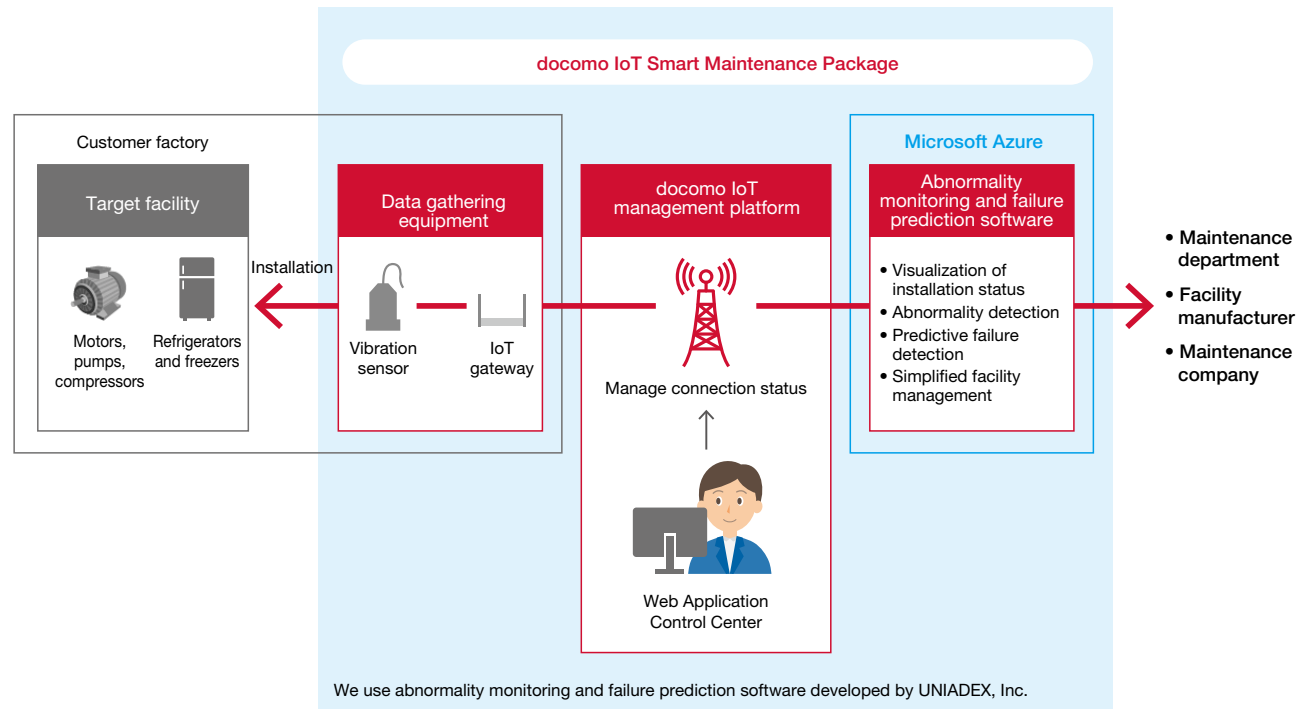 docomo IoT Smart Maintenance Package
Customer factory
Target facility
Motors,
pumps,
compressors
Refrigerators
and freezers
Installation
Data gathering
equipment
Vibration
sensor
IoT
gateway
docomo IoT
management platform
Manage connection status
Web Application
Control Center
Microsoft Azure
Abnormality
monitoring and failure
prediction software
• Visualization of
installation status
• Abnormality detection
• Predictive failure
detection
• Simplified facility
management
• Maintenance
department
• Facility
manufacturer
• Maintenance
company
We use abnormality monitoring and failure prediction software developed by UNIADEX, Inc.